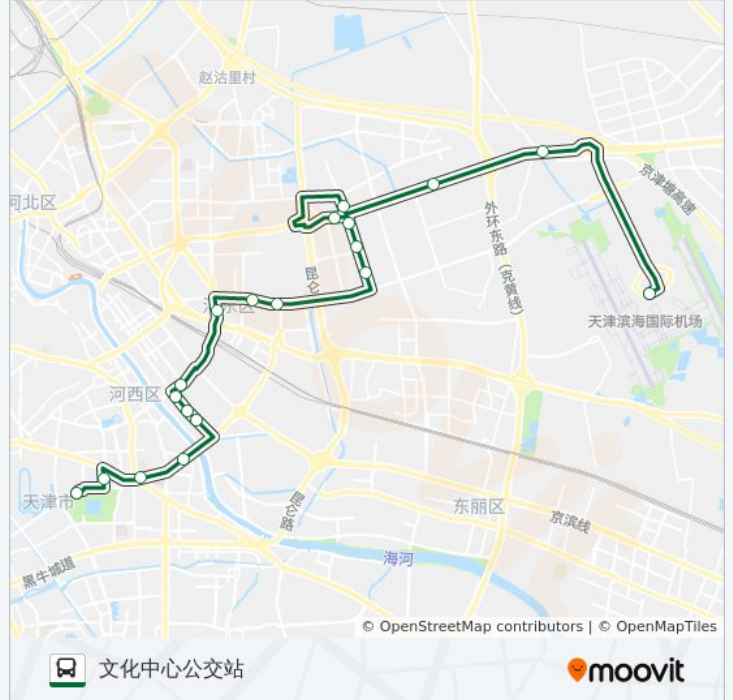 赵沽里村
京津塘高速
河北区
外环东路（克黄线）
昆仑
河东区
天津滨海国际机场
河西区
天津市
昆仑路
东丽区
京滨线
海河
黑牛城道
© OpenStreetMap contributors | © OpenMapTiles
文化中心公交站
moovit